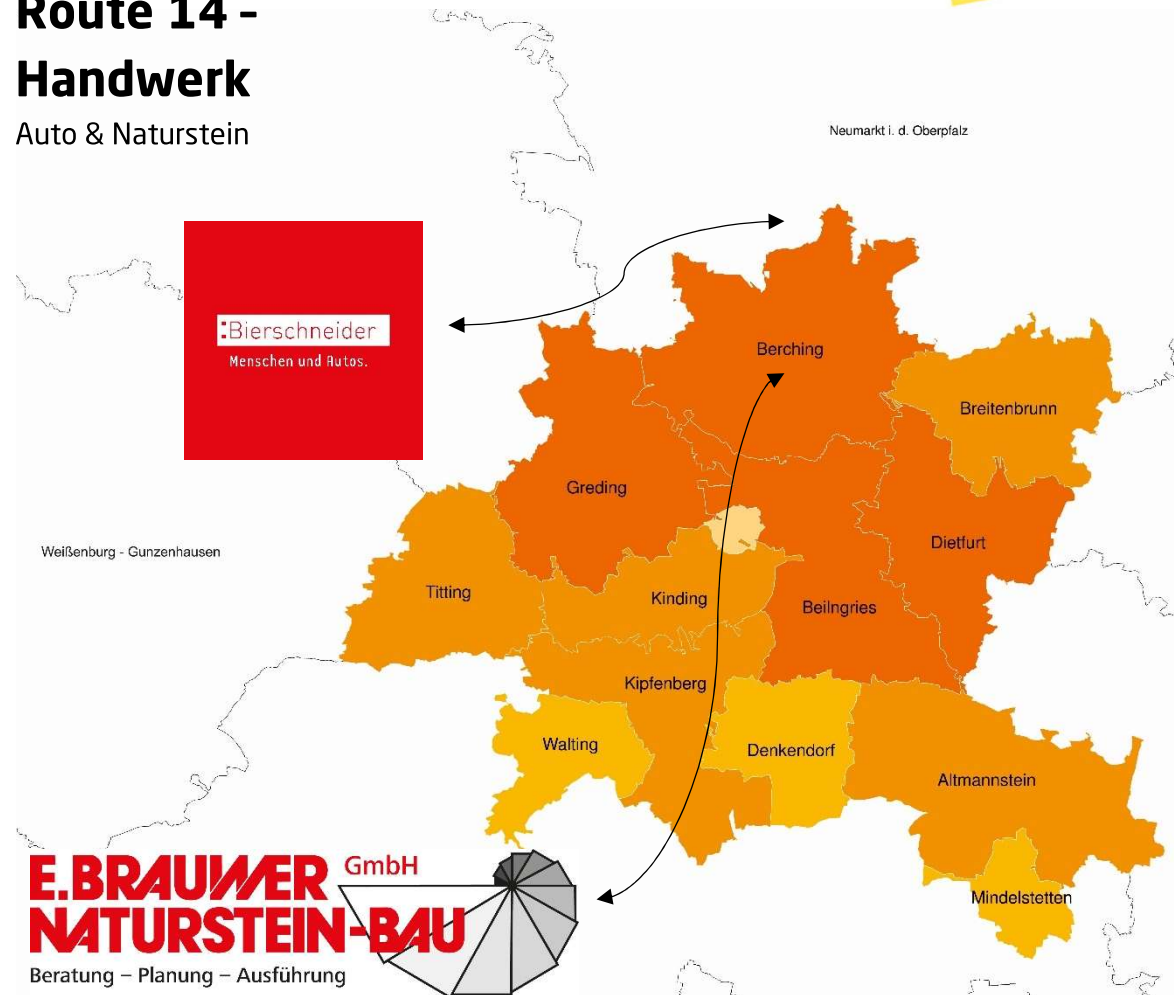 Route 14 –
Handwerk
Auto & Naturstein
Neumarkt i. d. Oberpfalz
:Bierschneider
Menschen und Autos.
Berching
Breitenbrunn
Greding
Weißenburg - Gunzenhausen
Dietfurt
Titting
Kinding
Beilngries
Kipfenberg
Walting
Denkendorf
Altmannstein
Mindelstetten
E.BRAUWER GmbH
NATURSTEIN-BAU
Beratung – Planung – Ausführung